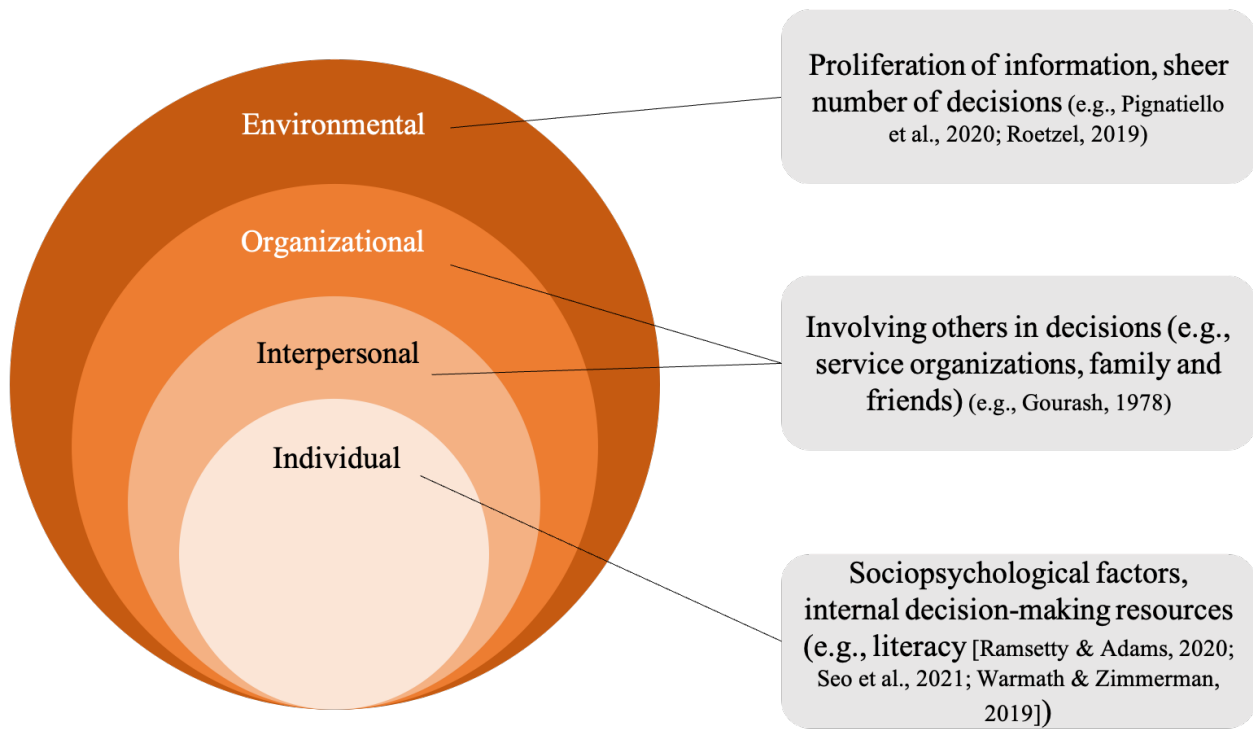 Environmental
Organizational
Interpersonal
Individual
Proliferation of information, sheer
number of decisions (e.g., Pignatiello
et al., 2020; Roetzel, 2019)
Involving others in decisions (e.g.,
service organizations, family and
friends) (e.g., Gourash, 1978)
Sociopsychological factors,
internal decision-making resources
(e.g., literacy [Ramsetty & Adams, 2020;
Seo et al., 2021; Warmath & Zimmerman,
2019])